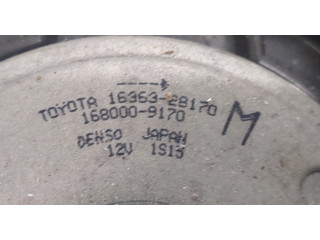 TOYOTA 16363-28170
168000-9170
DENSO JAPAN
12V 1S15
M